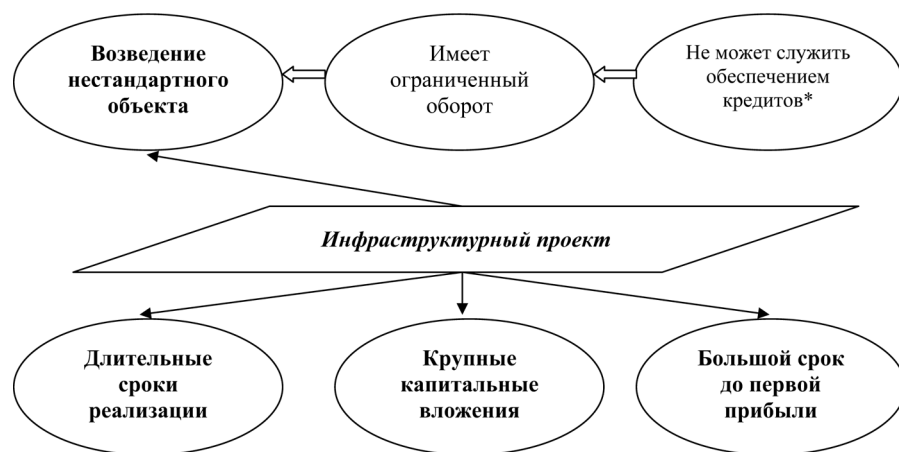 Возведение
нестандартного
объекта
Имеет
ограниченный
оборот
Не может служить
обеспечением
кредитов*
Инфраструктурный проект
Длительные
сроки
реализации
Крупные
капитальные
вложения
Большой срок
до первой
прибыли